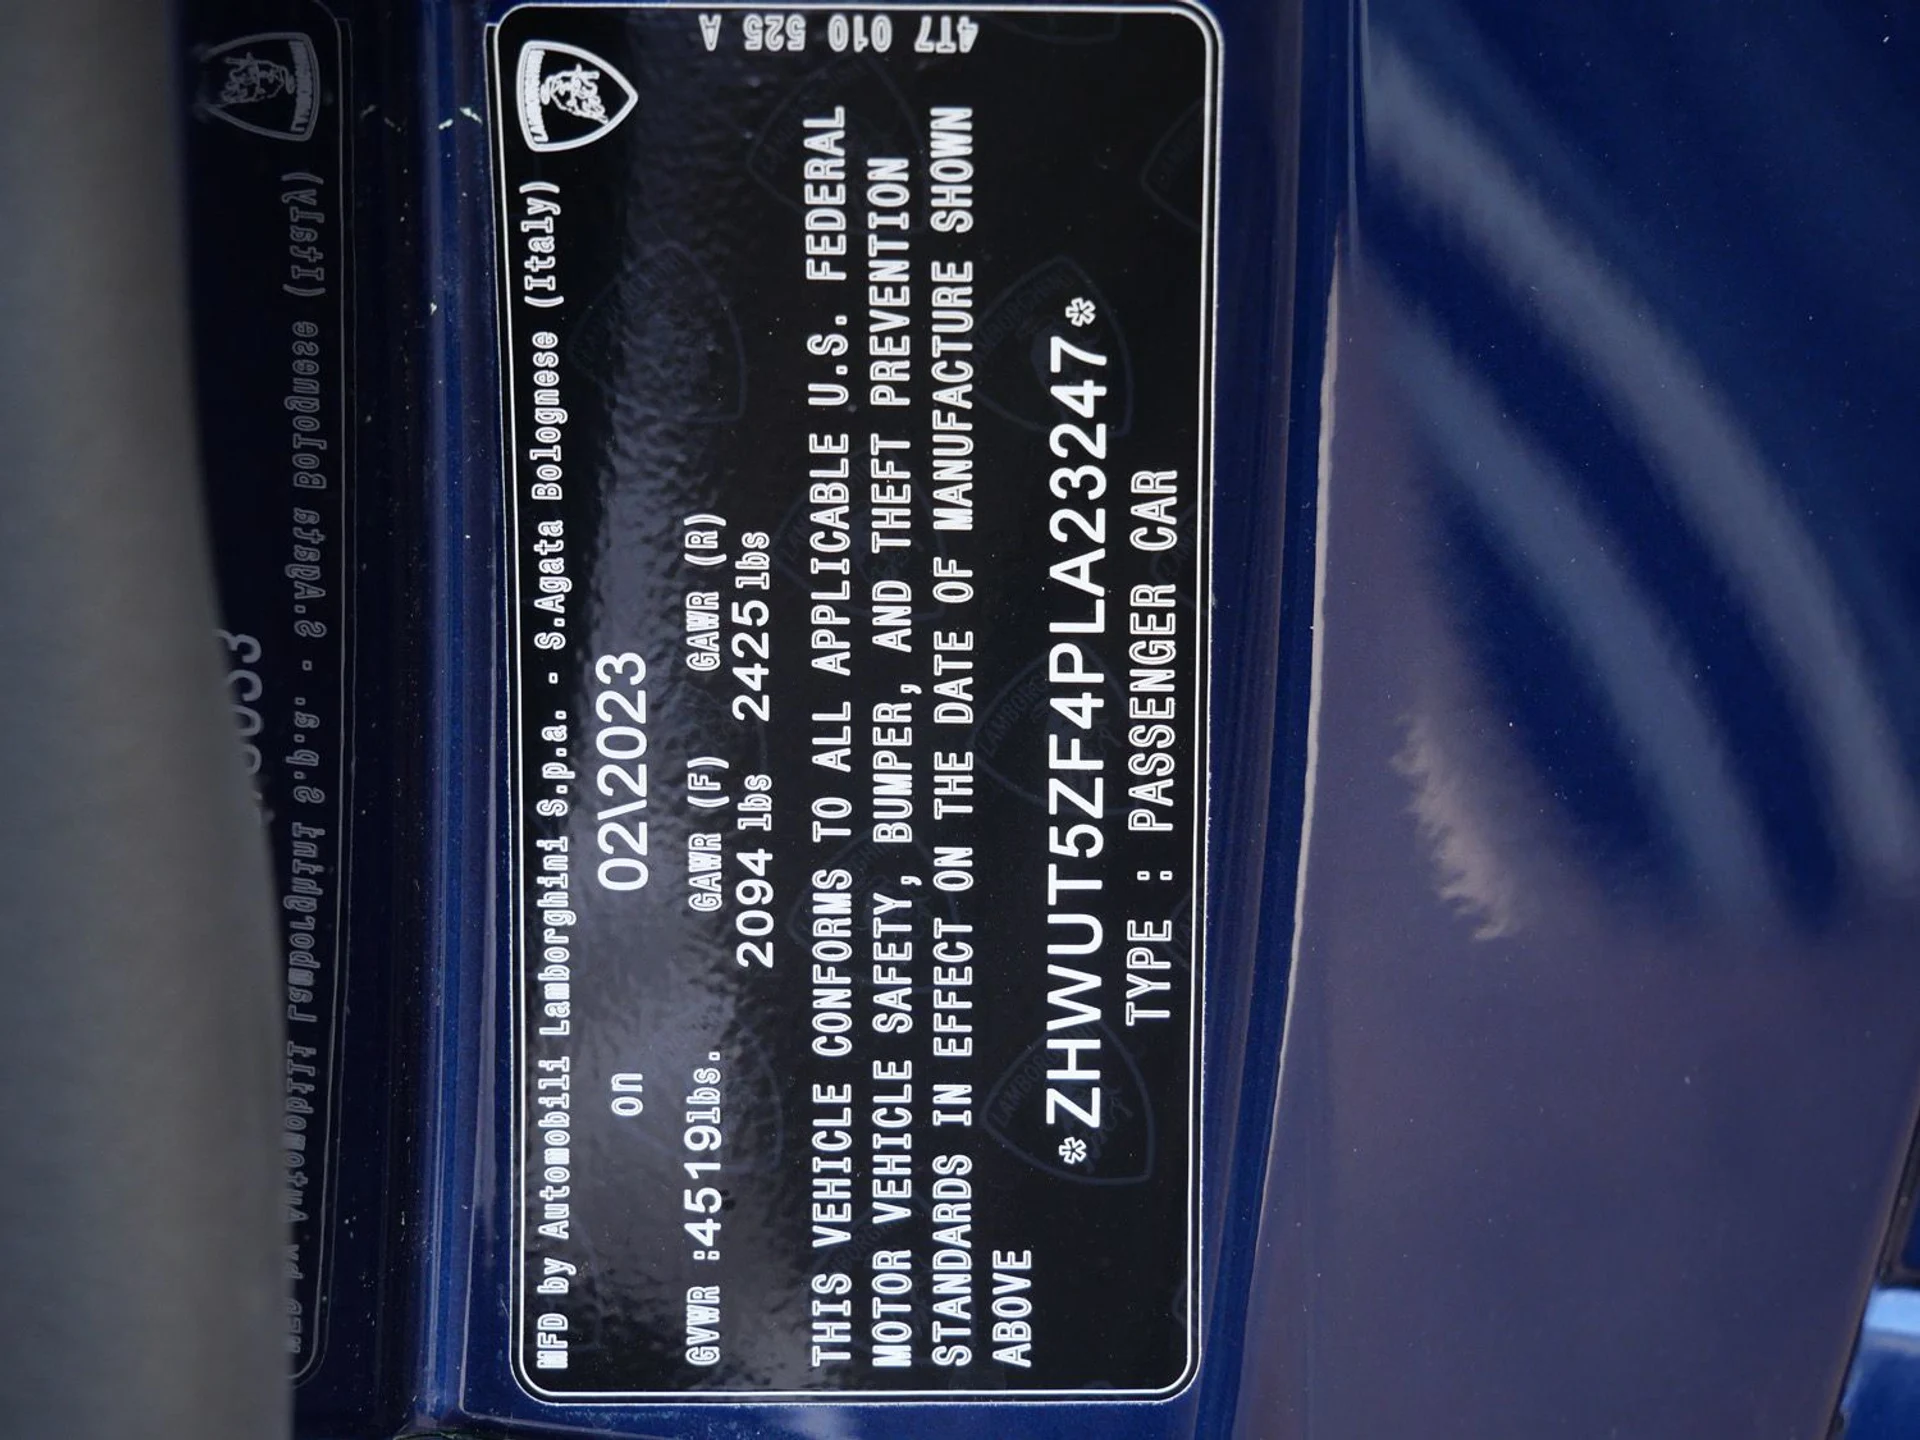 MFD by Automobili Lamborghini S.p.a. - S.Agata Bolognese (Italy)
LAMBORGHINI
on 02\2023
GVWR :4519lbs. GAWR (F) GAWR (R)
2094lbs 2425lbs
THIS VEHICLE CONFORMS TO ALL APPLICABLE U.S. FEDERAL
MOTOR VEHICLE SAFETY, BUMPER, AND THEFT PREVENTION
STANDARDS IN EFFECT ON THE DATE OF MANUFACTURE SHOWN
ABOVE
*ZHWUT5ZF4PLA23247*
TYPE : PASSENGER CAR
4T7 010 525 A